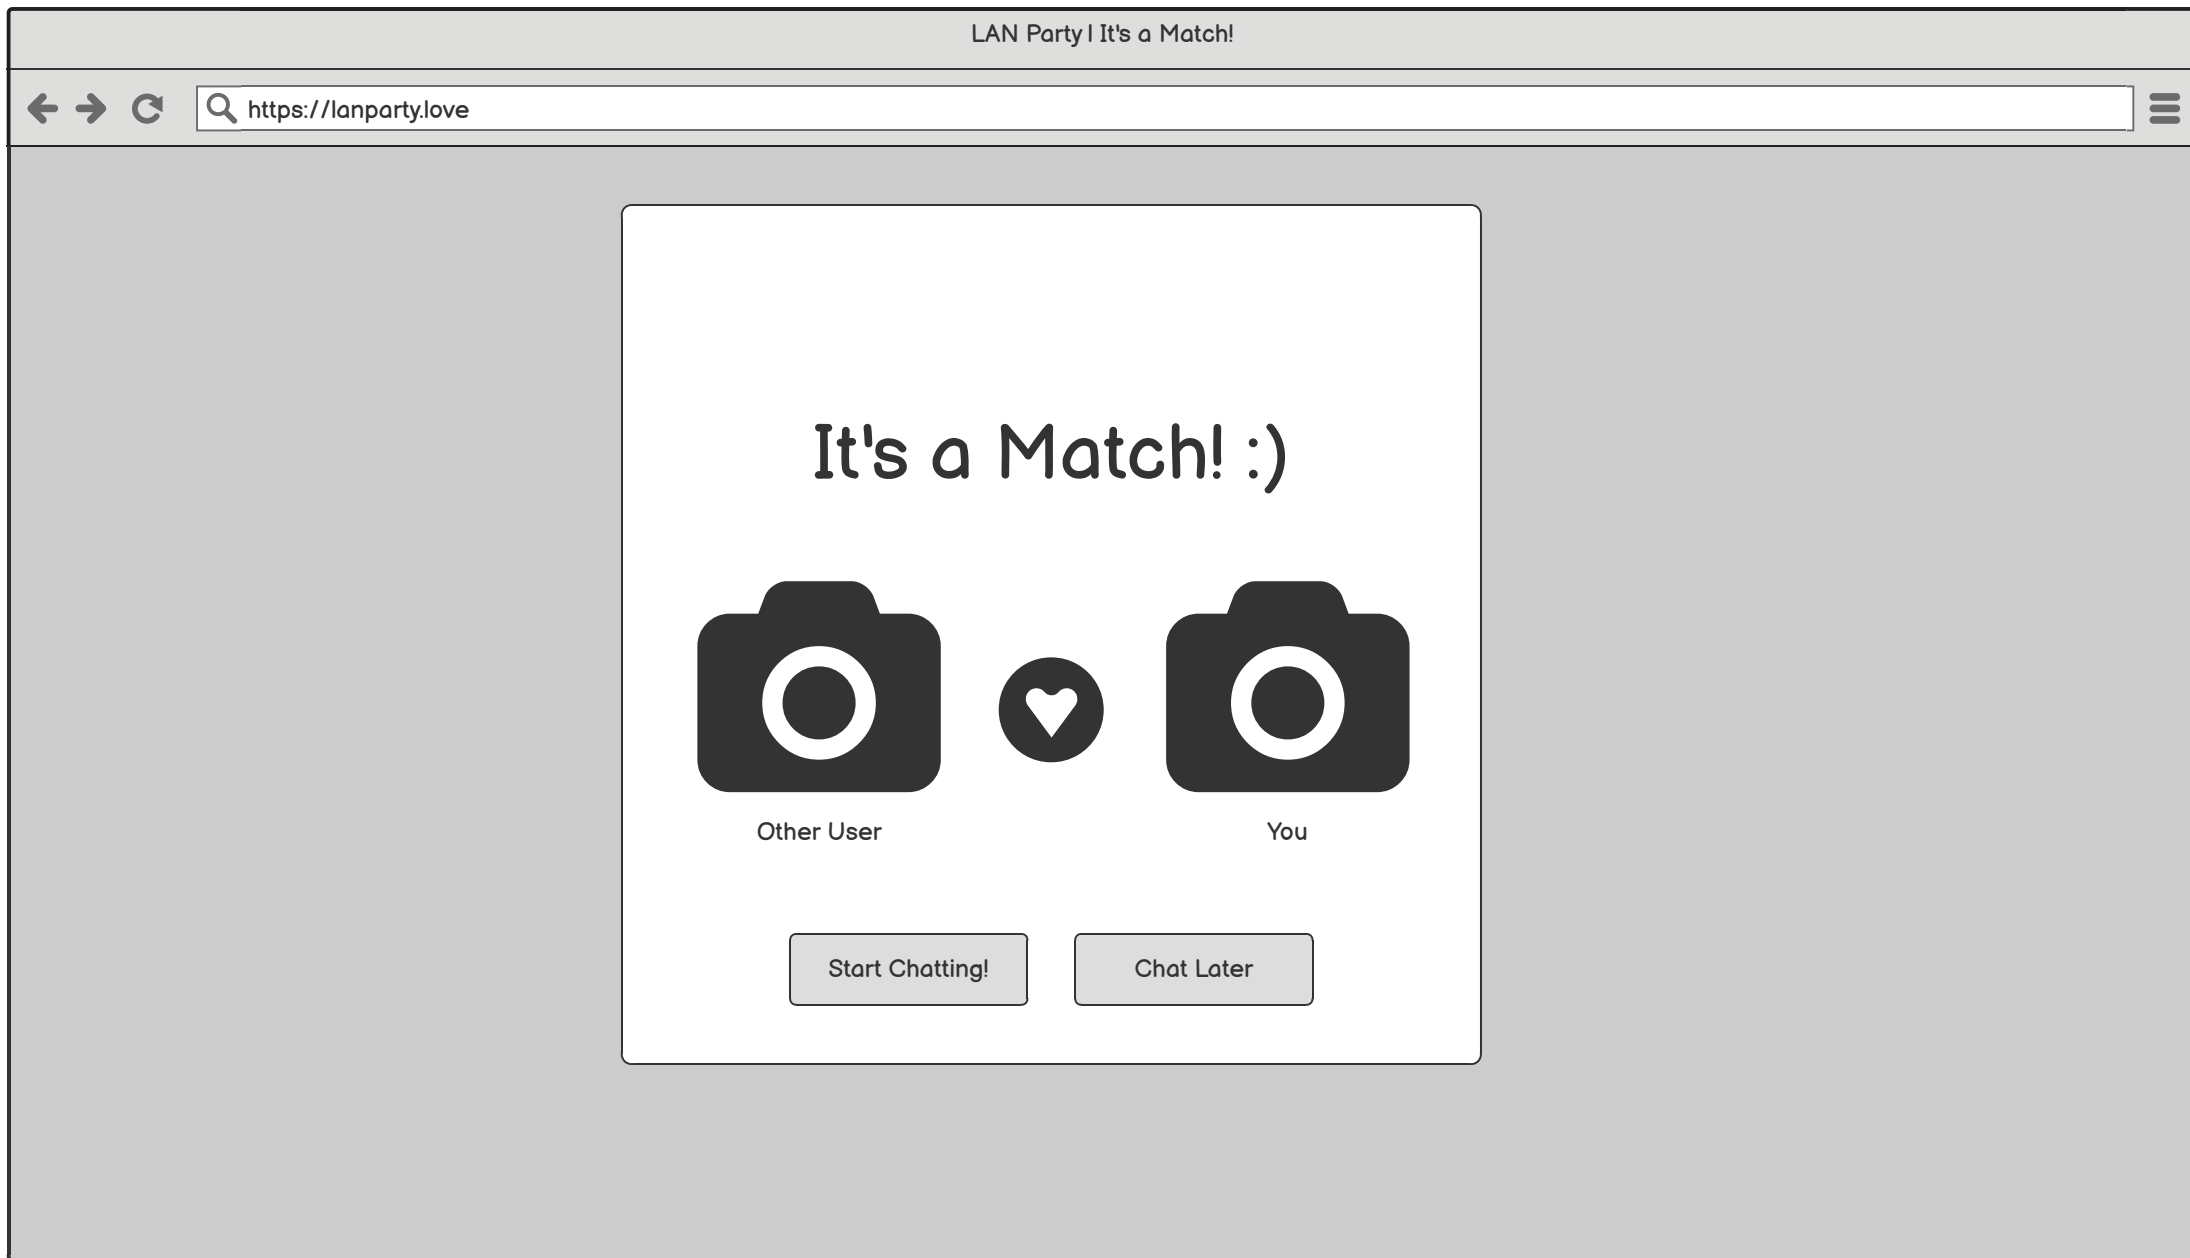 LAN Party | It's a Match!
https://lanparty.love
It's a Match! :)
Other User
You
Start Chatting!
Chat Later